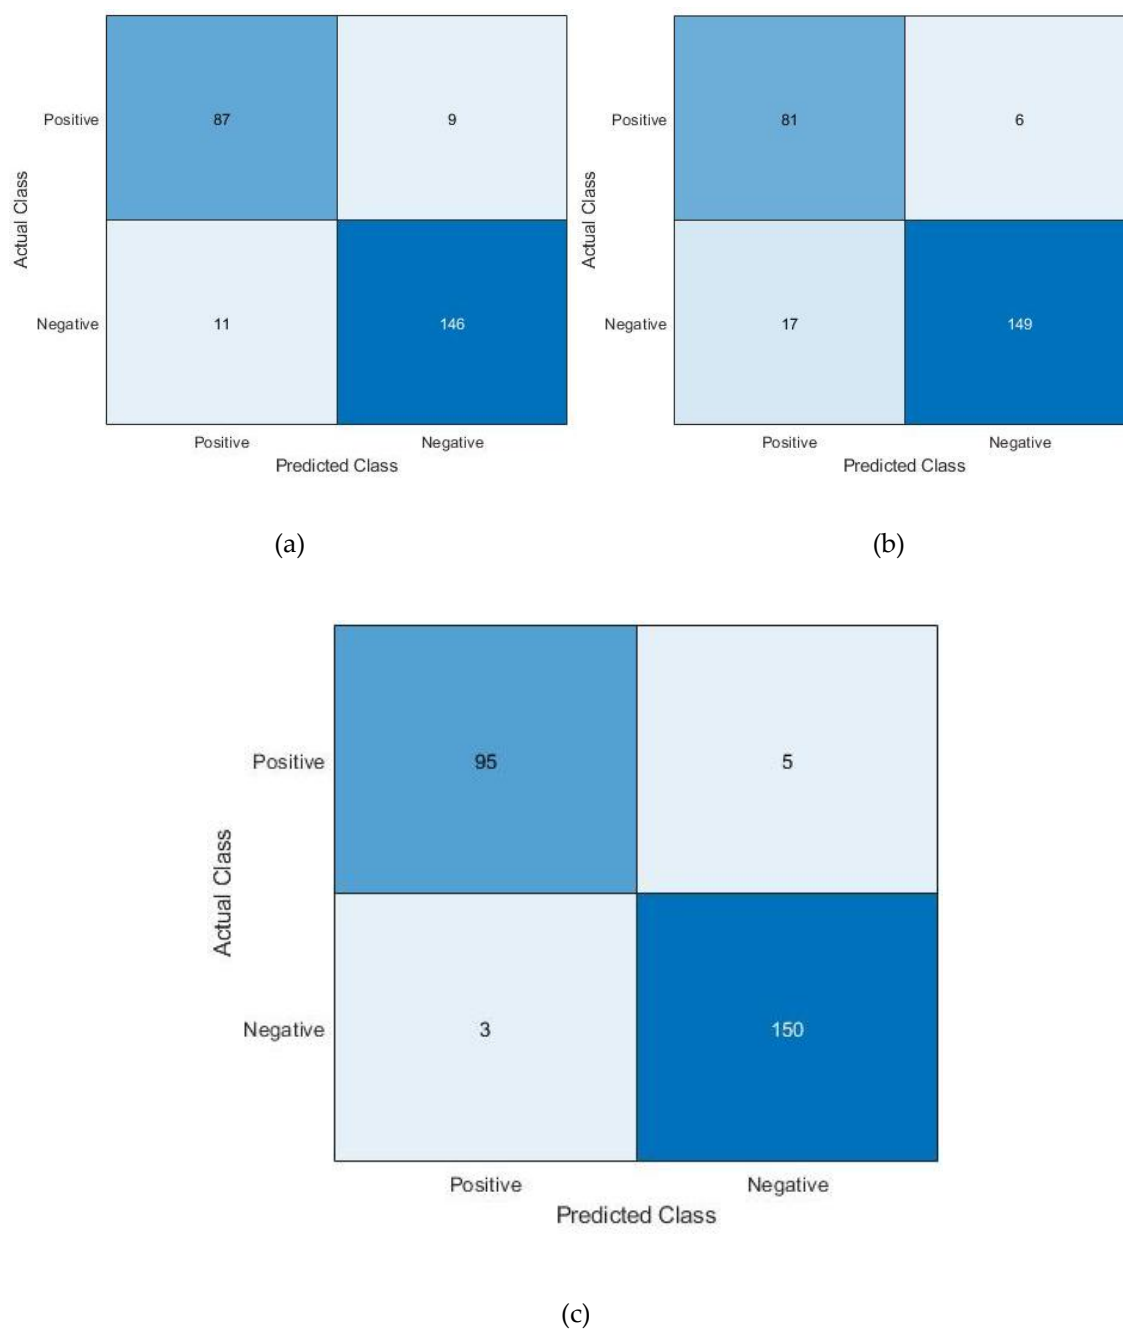 Actual Class
Positive
87
9
Negative
11
146
Positive
Negative
Predicted Class
(a)
Actual Class
Positive
81
6
Negative
17
149
Positive
Negative
Predicted Class
(b)
Actual Class
Positive
95
5
Negative
3
150
Positive
Negative
Predicted Class
(c)